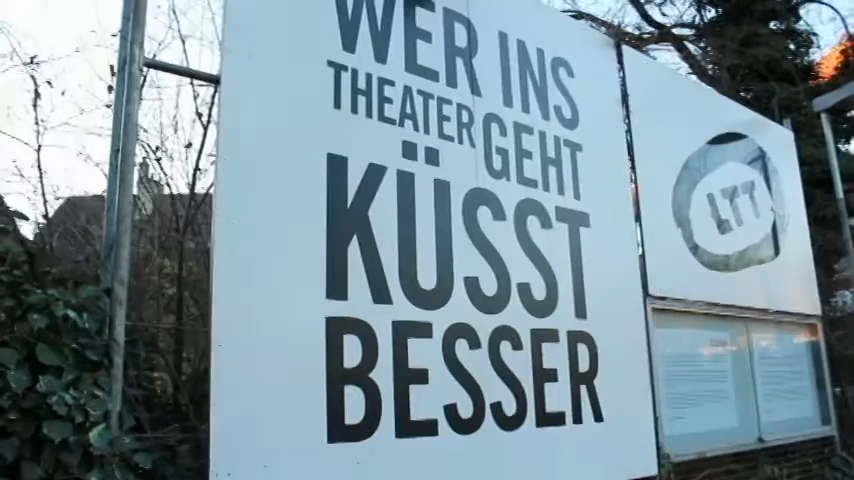 WER INS
THEATER GEHT
KÜSST
BESSER
LTT